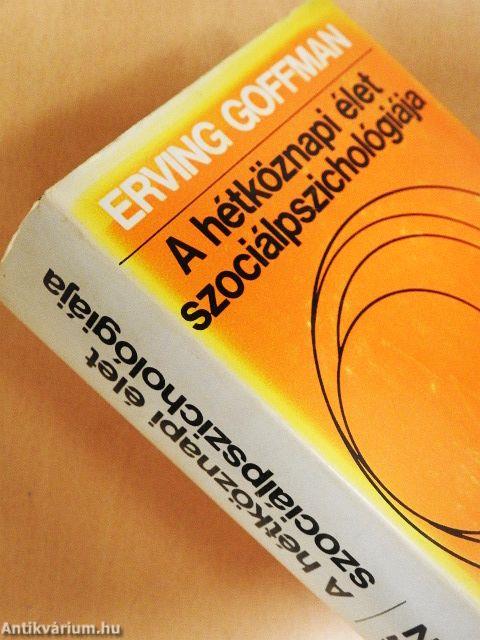 ERVING GOFFMAN
A hétköznapi élet
szociálpszichológiája
A hétköznapi élet
szociálpszichológiája
Antikvárium.hu